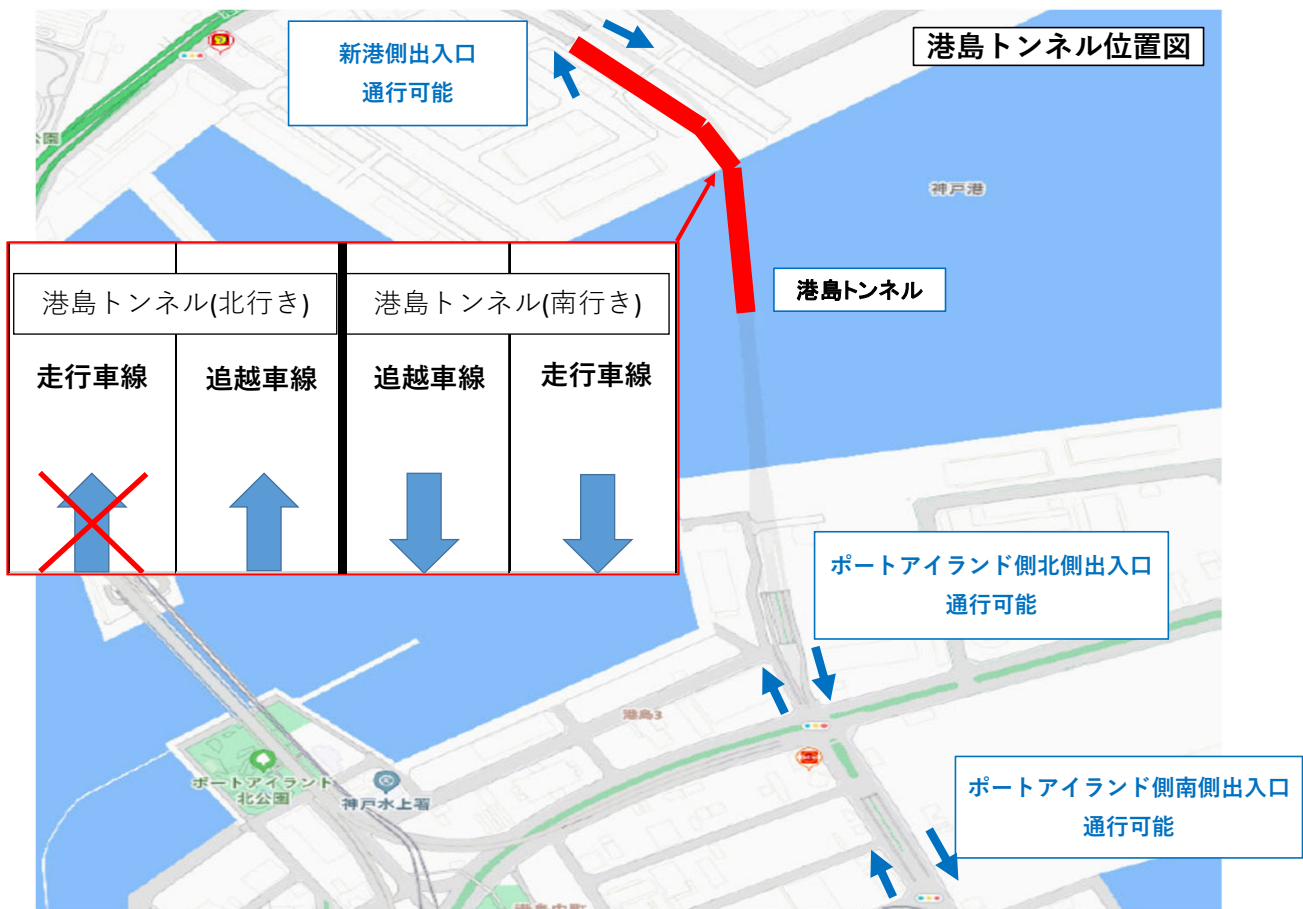 港島トンネル位置図
新港側出入口
通行可能
公園
神戸港
港島トンネル
港島トンネル(北行き)
港島トンネル(南行き)
走行車線
追越車線
追越車線
走行車線
ポートアイランド側北側出入口
通行可能
港島3
ポートアイランド
北公園
神戸水上署
ポートアイランド側南側出入口
通行可能
港島中町